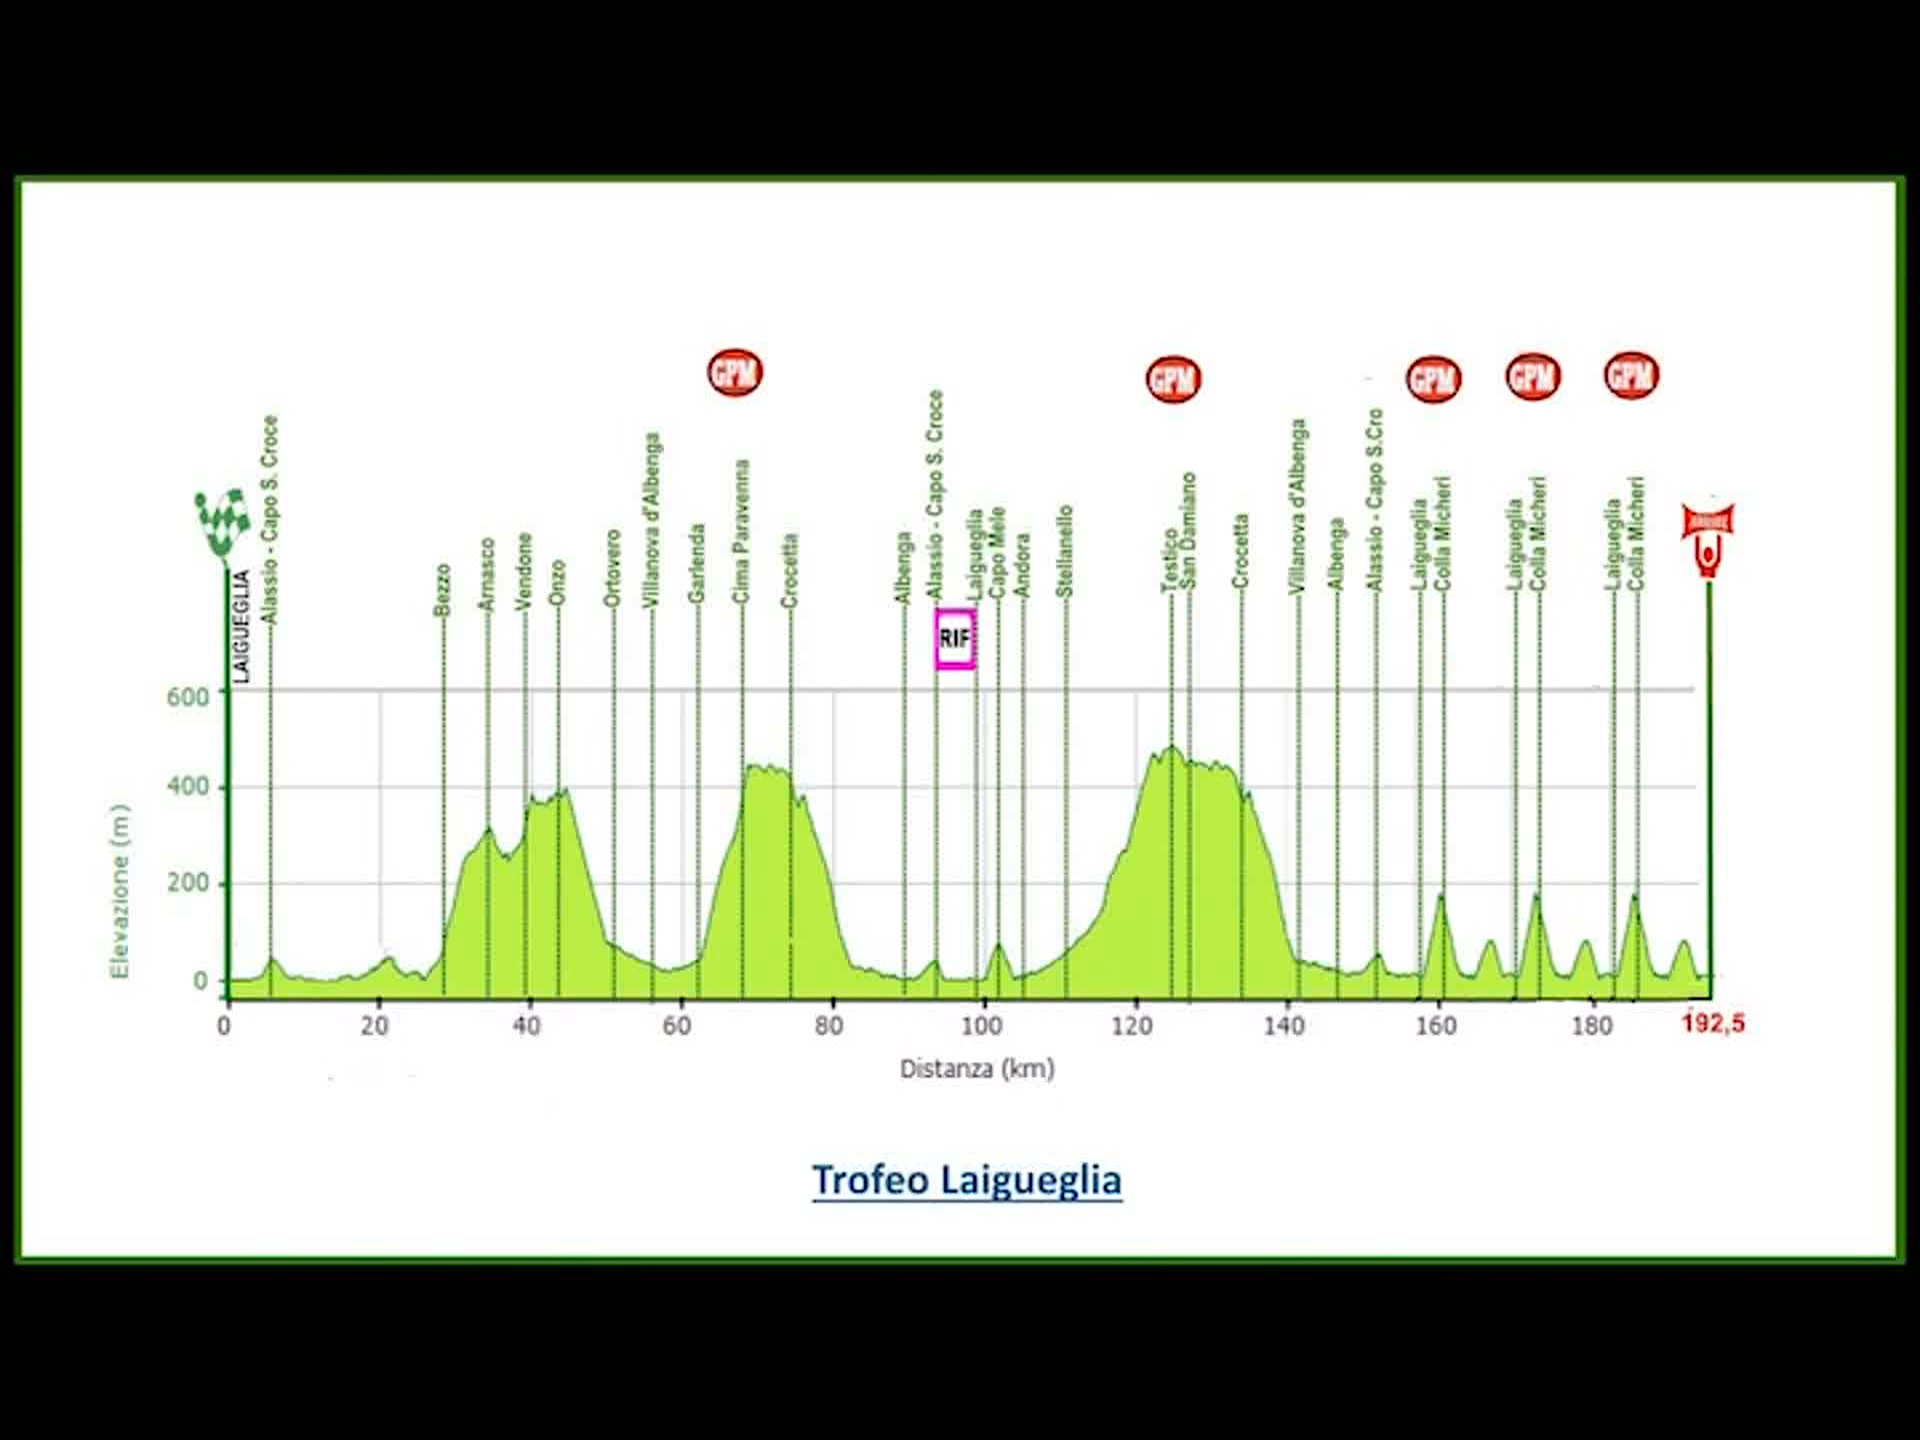 GPM
GPM
GPM
GPM
GPM
LAIGUEGLIA
Alassio - Capo S. Croce
Bezzo
Arnasco
Vendone
Onzo
Ortovero
Villanova d'Albenga
Garlenda
Cima Paravenna
Crocetta
Albenga
Alassio - Capo S. Croce
RIF
Laigueglia
Capo Mele
Andora
Stellanello
Testico
San Damiano
Crocetta
Villanova d'Albenga
Albenga
Alassio - Capo S.Cro
Laigueglia
Colla Micheri
Laigueglia
Colla Micheri
Laigueglia
Colla Micheri
600
400
200
0
Elevazione (m)
0 20 40 60 80 100 120 140 160 180 192,5
Distanza (km)
Trofeo Laigueglia